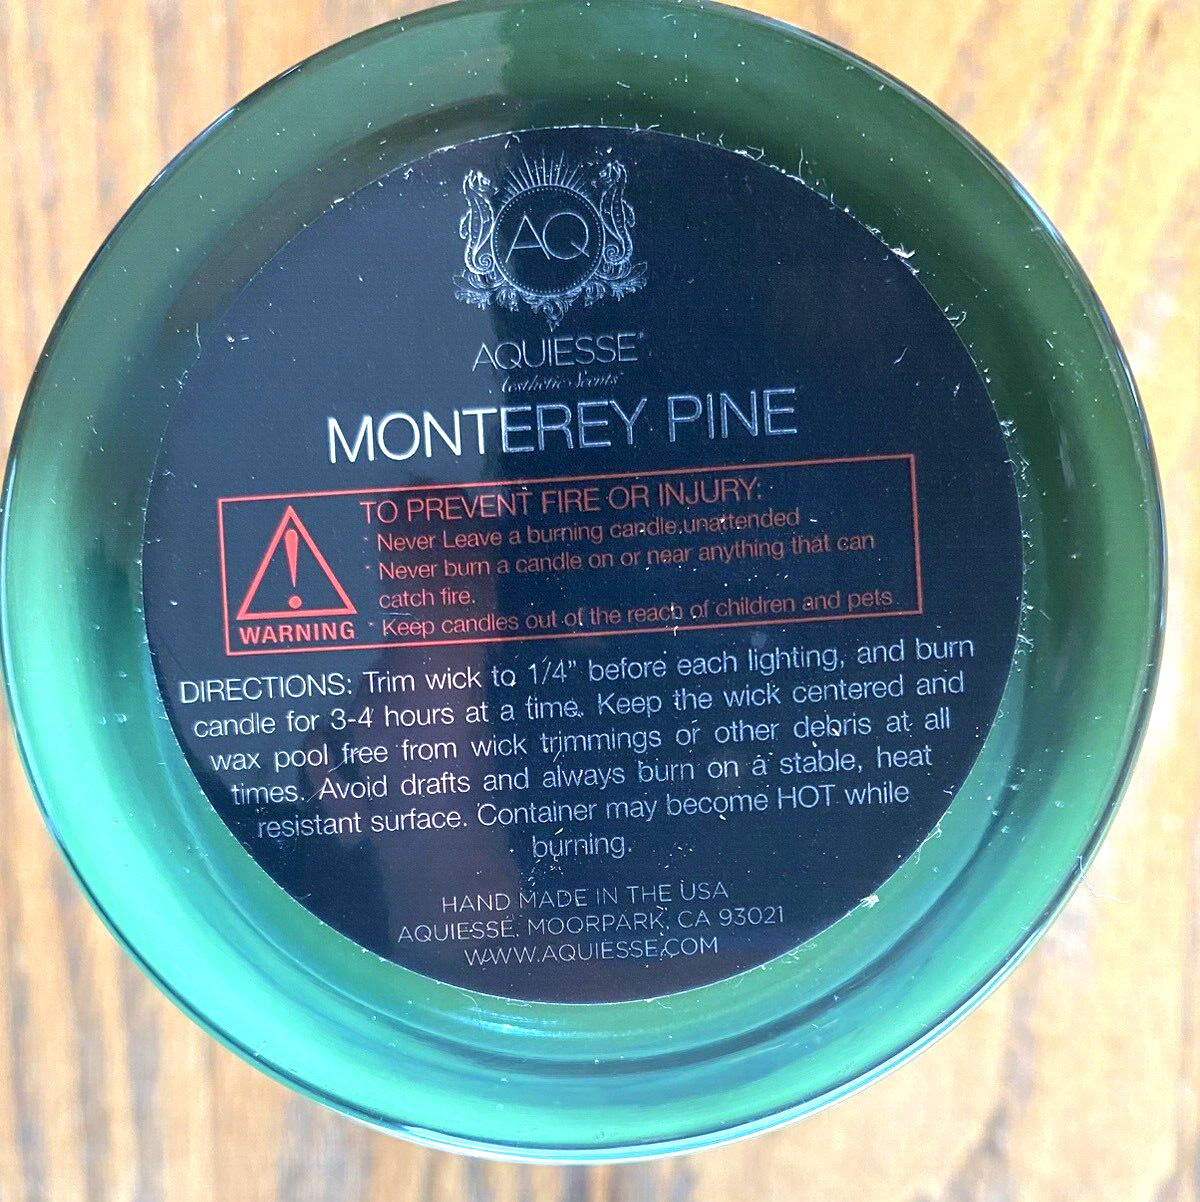 AQ
AQUIESSE
Aesthetic Scents
MONTEREY PINE
TO PREVENT FIRE OR INJURY:
· Never Leave a burning candle unattended
· Never burn a candle on or near anything that can
catch fire.
· Keep candles out of the reach of children and pets
WARNING
DIRECTIONS: Trim wick to 1/4" before each lighting, and burn
candle for 3-4 hours at a time. Keep the wick centered and
wax pool free from wick trimmings or other debris at all
times. Avoid drafts and always burn on a stable, heat
resistant surface. Container may become HOT while
burning.
HAND MADE IN THE USA
AQUIESSE, MOORPARK, CA 93021
WWW.AQUIESSE.COM